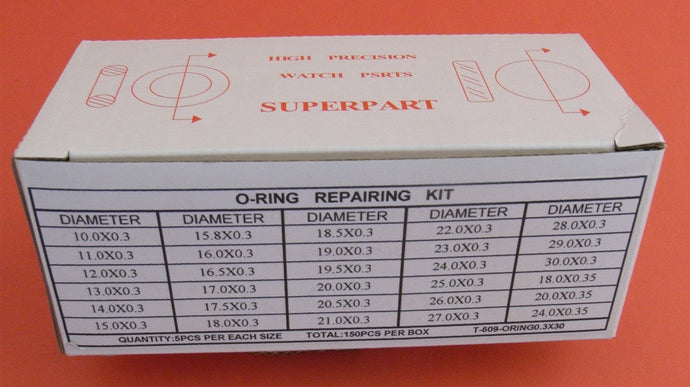 HIGH PRECISION
WATCH PSRTS
SUPERPART
O-RING REPAIRING KIT
DIAMETER DIAMETER DIAMETER DIAMETER DIAMETER
10.0X0.3 15.8X0.3 18.5X0.3 22.0X0.3 28.0X0.3
11.0X0.3 16.0X0.3 19.0X0.3 23.0X0.3 29.0X0.3
12.0X0.3 16.5X0.3 19.5X0.3 24.0X0.3 30.0X0.3
13.0X0.3 17.0X0.3 20.0X0.3 25.0X0.3 18.0X0.35
14.0X0.3 17.5X0.3 20.5X0.3 26.0X0.3 20.0X0.35
15.0X0.3 18.0X0.3 21.0X0.3 27.0X0.3 24.0X0.35
QUANTITY:5PCS PER EACH SIZE TOTAL:150PCS PER BOX T-609-ORING0.3X30